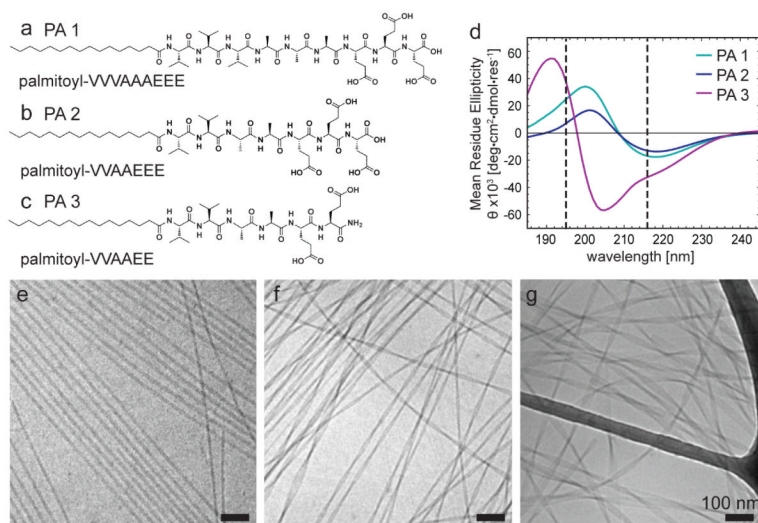 a PA 1
palmitoyl-VVVAAAEEE
b PA 2
palmitoyl-VVAAEEE
c PA 3
palmitoyl-VVAAEE
d
Mean Residue Ellipticity
θ x10³ [deg·cm²·dmol·res⁻¹]
60
40
20
0
-20
-40
-60
PA 1
PA 2
PA 3
190 200 210 220 230 240
wavelength [nm]
e
f
g
100 nm